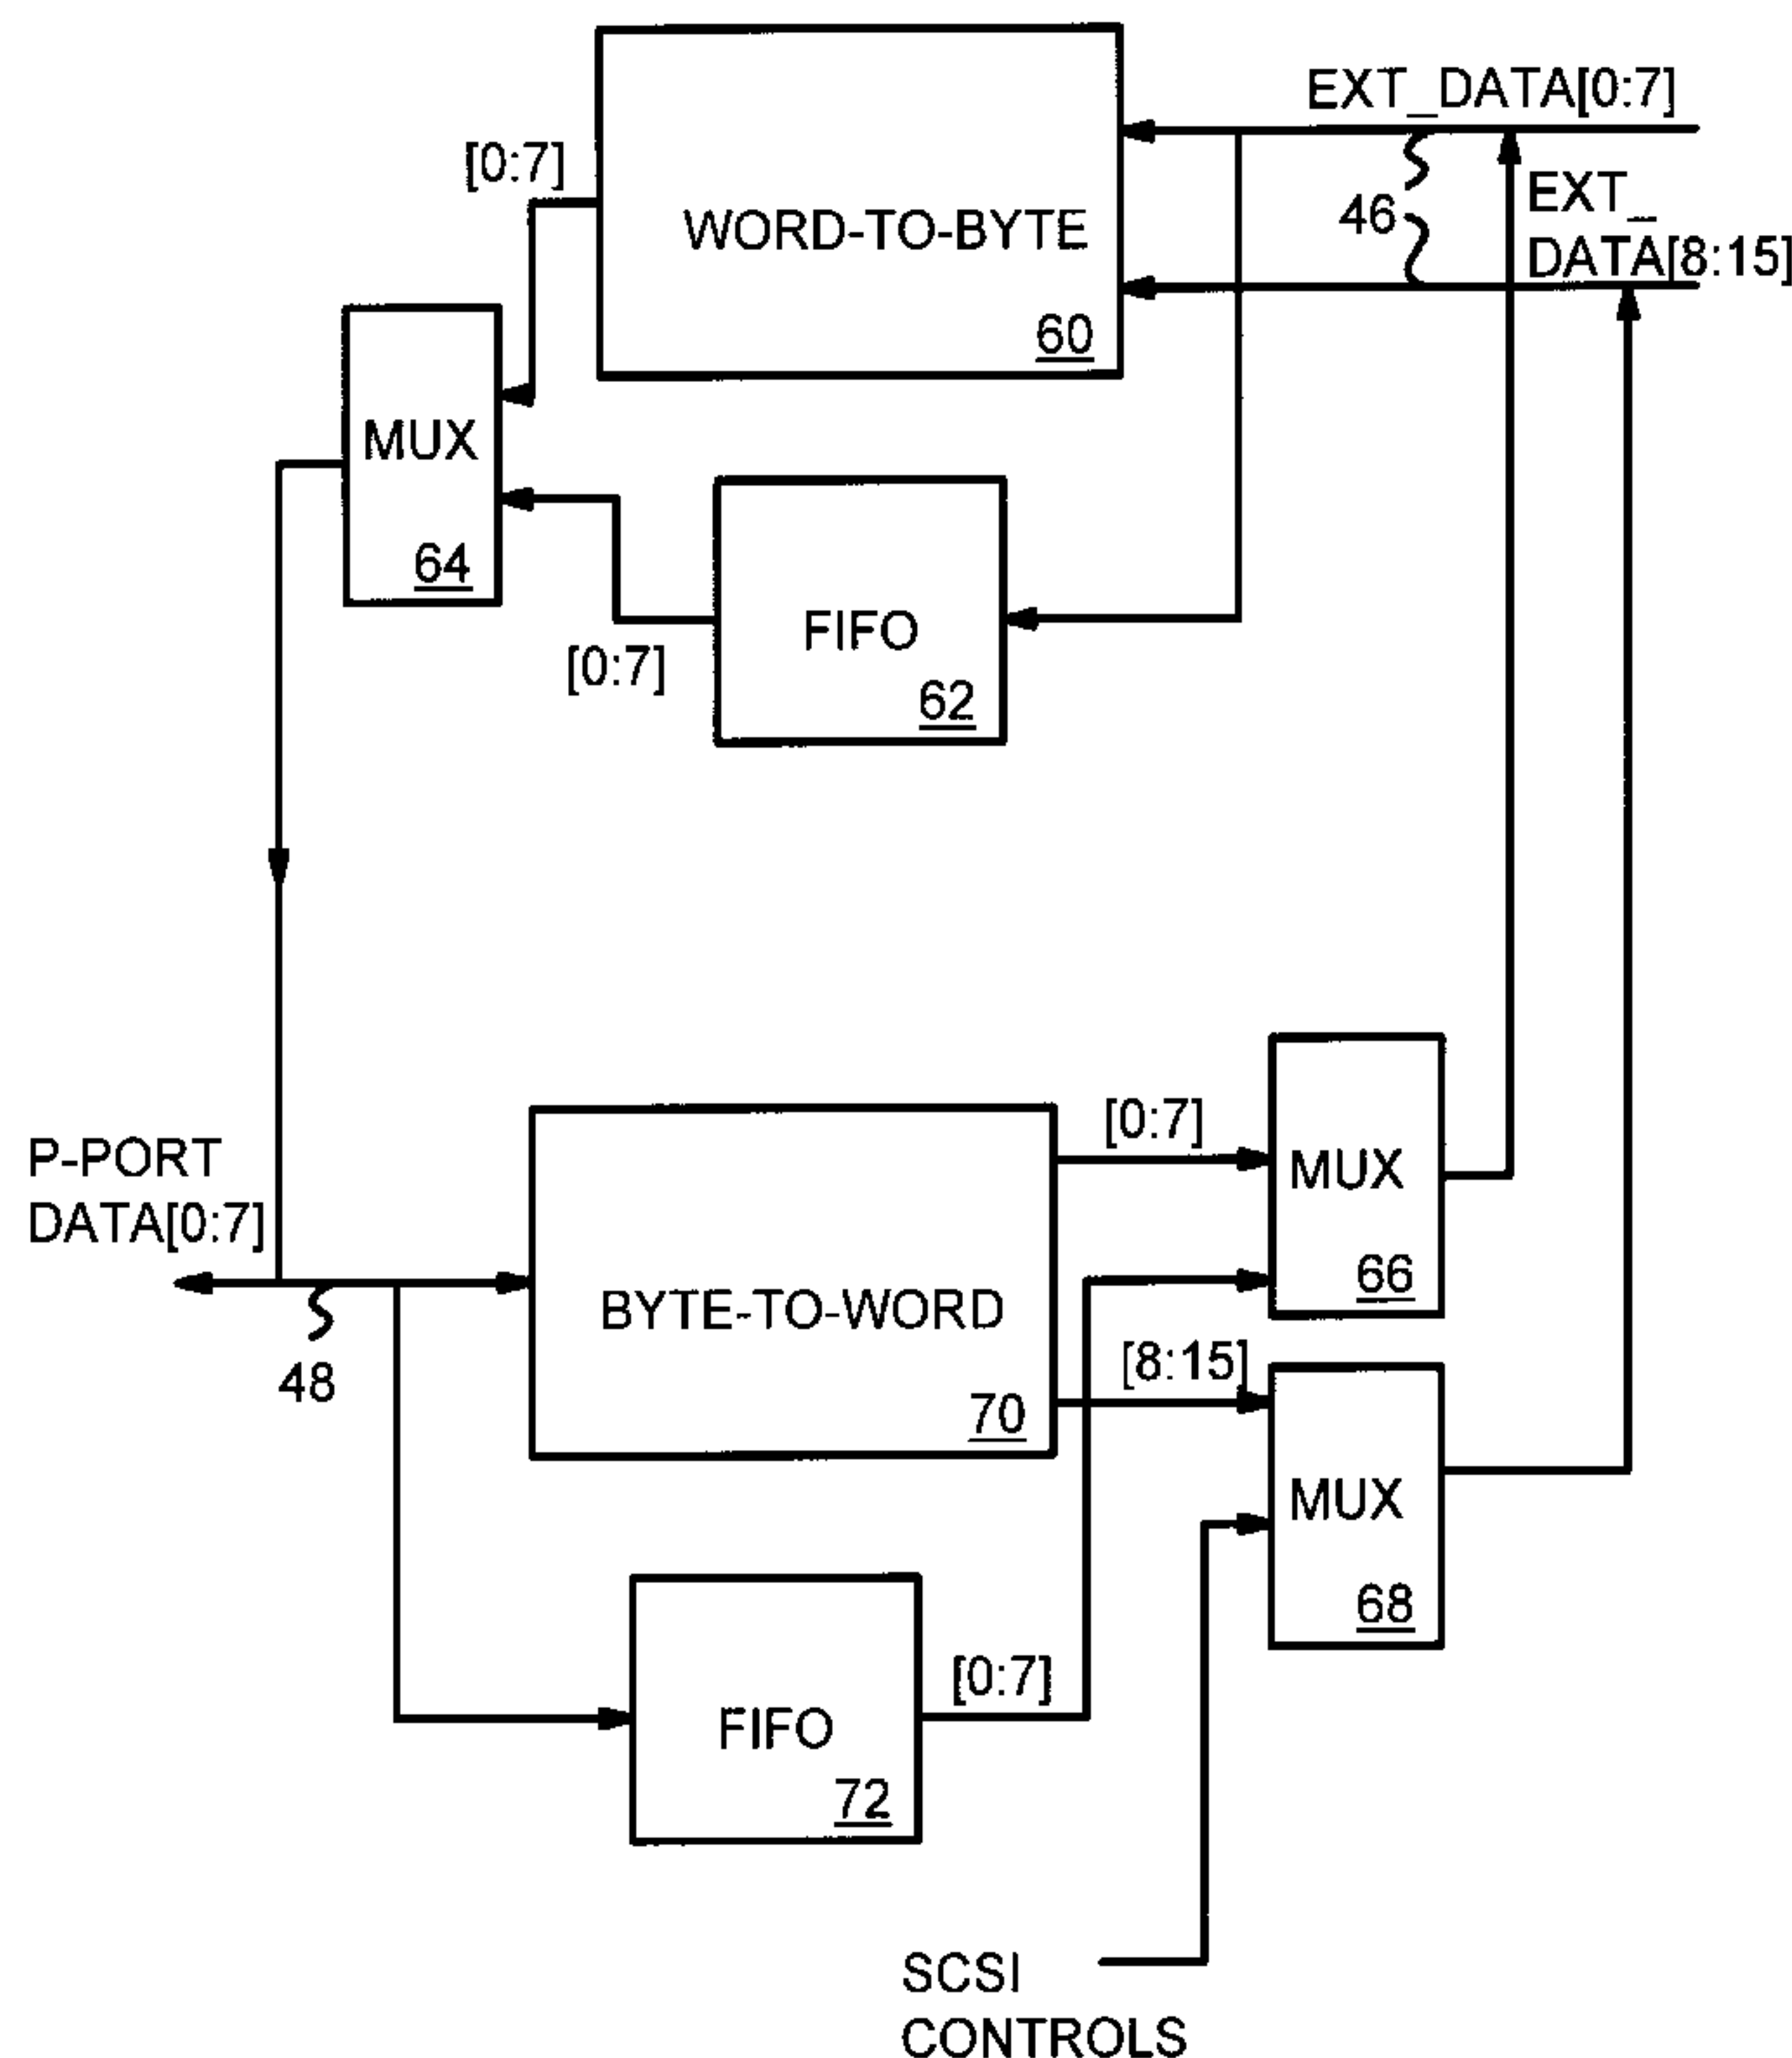 EXT_DATA[0:7]
[0:7]
WORD-TO-BYTE
46
EXT_
DATA[8:15]
60
MUX
64
FIFO
[0:7]
62
P-PORT
DATA[0:7]
48
BYTE-TO-WORD
70
[0:7]
MUX
66
[8:15]
MUX
68
FIFO
72
[0:7]
SCSI
CONTROLS